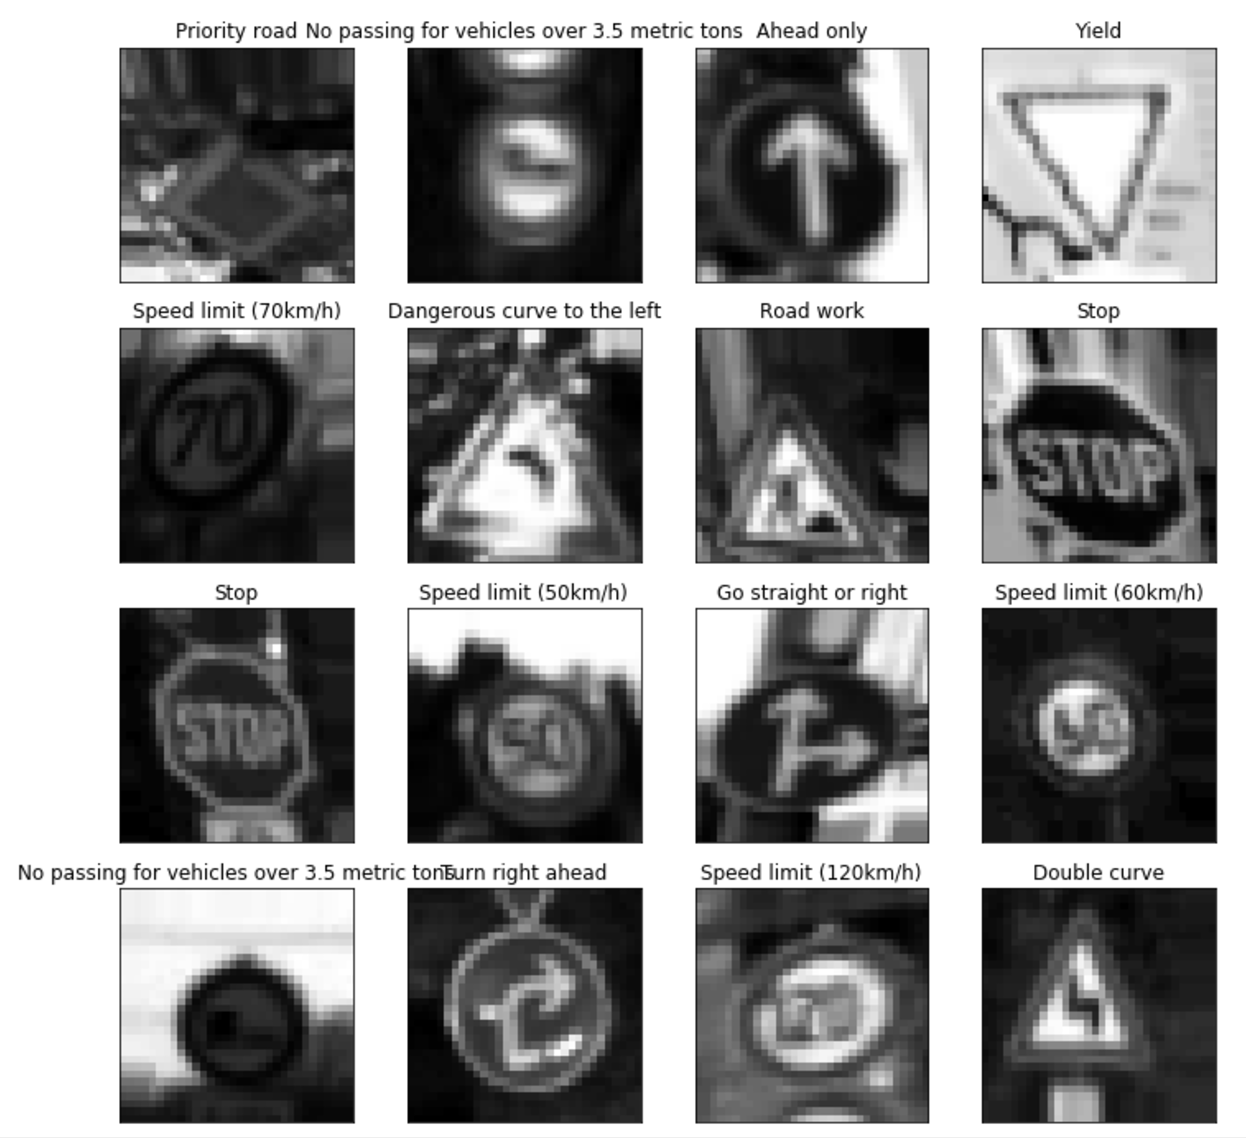 Priority road
No passing for vehicles over 3.5 metric tons
Ahead only
Yield
Speed limit (70km/h)
Dangerous curve to the left
Road work
Stop
70
STOP
Stop
Speed limit (50km/h)
Go straight or right
Speed limit (60km/h)
STOP
50
No passing for vehicles over 3.5 metric tons
Turn right ahead
Speed limit (120km/h)
Double curve